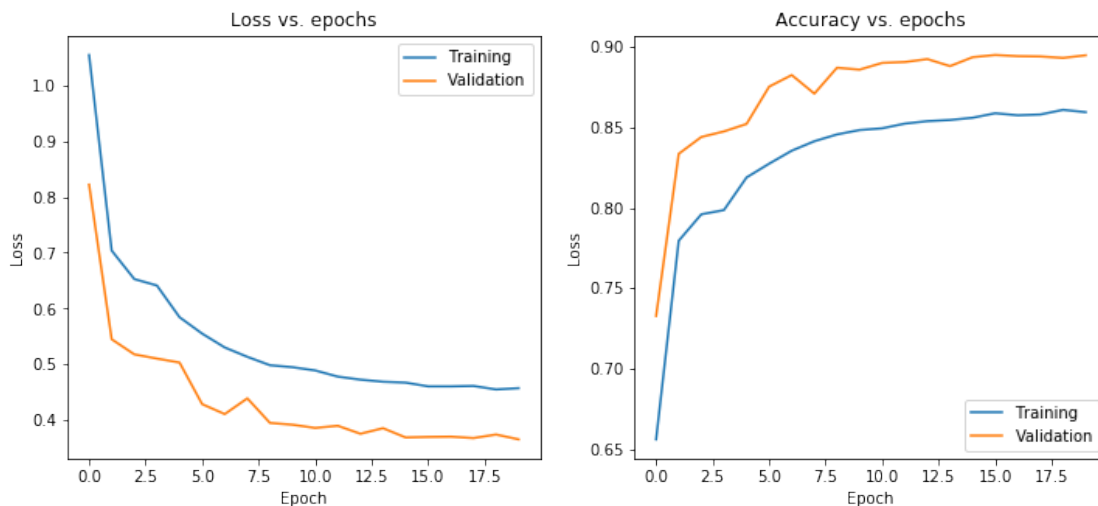 Loss vs. epochs
Training
Validation
1.0
0.9
0.8
0.7
0.6
0.5
0.4
Loss
0.0 2.5 5.0 7.5 10.0 12.5 15.0 17.5
Epoch
Accuracy vs. epochs
0.90
0.85
0.80
0.75
0.70
0.65
Loss
Training
Validation
0.0 2.5 5.0 7.5 10.0 12.5 15.0 17.5
Epoch